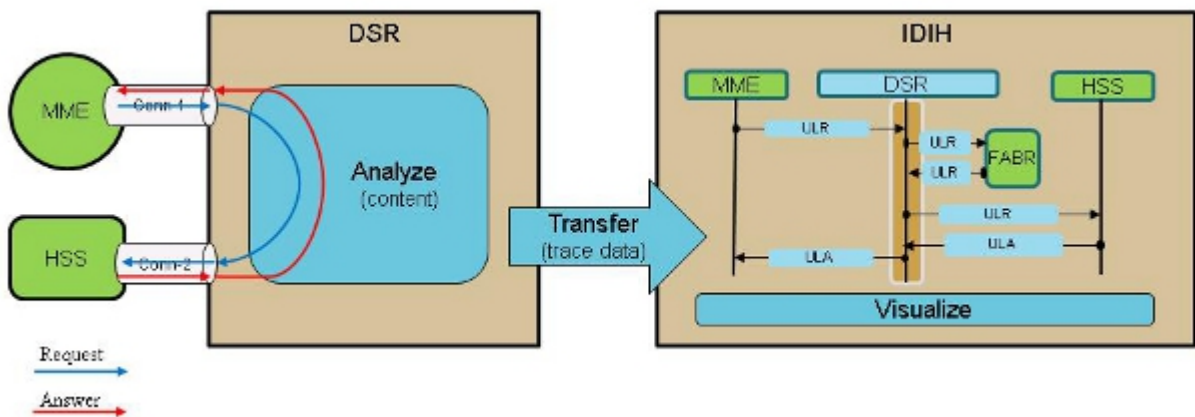 DSR
MME
Conn-1
Analyze
(content)
HSS
Conn-2
Request
Answer
Transfer
(trace data)
IDIH
MME
DSR
HSS
ULR
ULR
FABR
ULR
ULR
ULA
ULA
Visualize